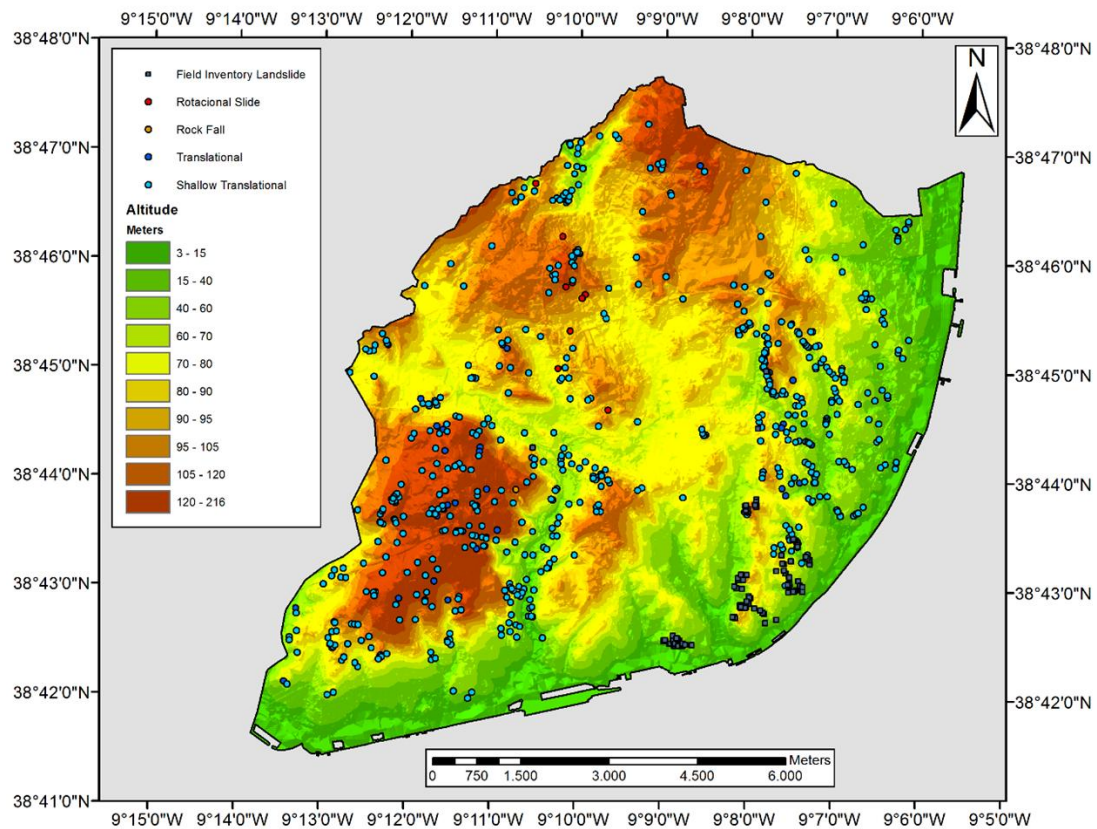 9°15'0"W 9°14'0"W 9°13'0"W 9°12'0"W 9°11'0"W 9°10'0"W 9°9'0"W 9°8'0"W 9°7'0"W 9°6'0"W
38°48'0"N
38°48'0"N
N
Field Inventory Landslide
Rotacional Slide
Rock Fall
Translational
Shallow Translational
Altitude
Meters
3 - 15
15 - 40
40 - 60
60 - 70
70 - 80
80 - 90
90 - 95
95 - 105
105 - 120
120 - 216
38°47'0"N
38°47'0"N
38°46'0"N
38°46'0"N
38°45'0"N
38°45'0"N
38°44'0"N
38°44'0"N
38°43'0"N
38°43'0"N
38°42'0"N
38°42'0"N
38°41'0"N
Meters
0 750 1.500 3.000 4.500 6.000
9°15'0"W 9°14'0"W 9°13'0"W 9°12'0"W 9°11'0"W 9°10'0"W 9°9'0"W 9°8'0"W 9°7'0"W 9°6'0"W 9°5'0"W